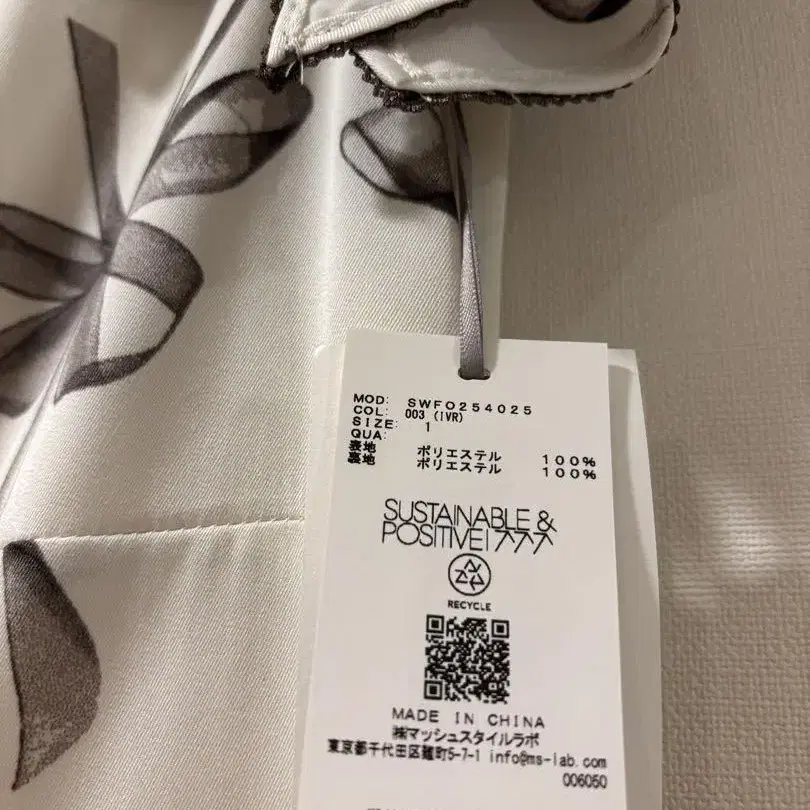 MOD: SWFO254025
COL: 003 (IVR)
SIZE: 1
QUA:
表地 ポリエステル 100%
裏地 ポリエステル 100%
SUSTAINABLE &
POSITIVE!
RECYCLE
MADE IN CHINA
㈱マッシュスタイルラボ
東京都千代田区麹町5-7-1 info@ms-lab.com
006050